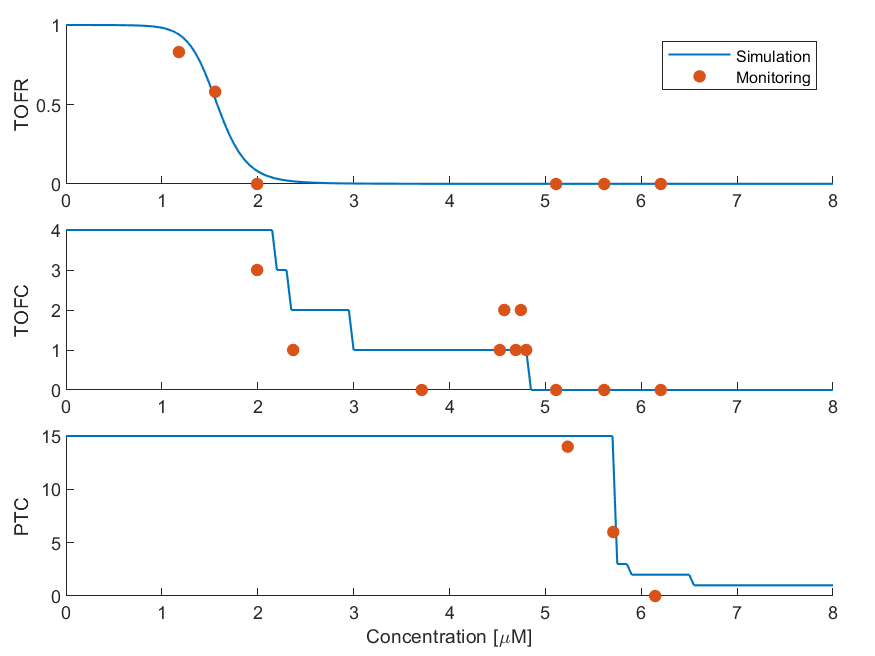 1
0.5
0
TOFR
Simulation
Monitoring
0 1 2 3 4 5 6 7 8
4
3
2
1
0
TOFC
0 1 2 3 4 5 6 7 8
15
10
5
0
PTC
0 1 2 3 4 5 6 7 8
Concentration [μM]